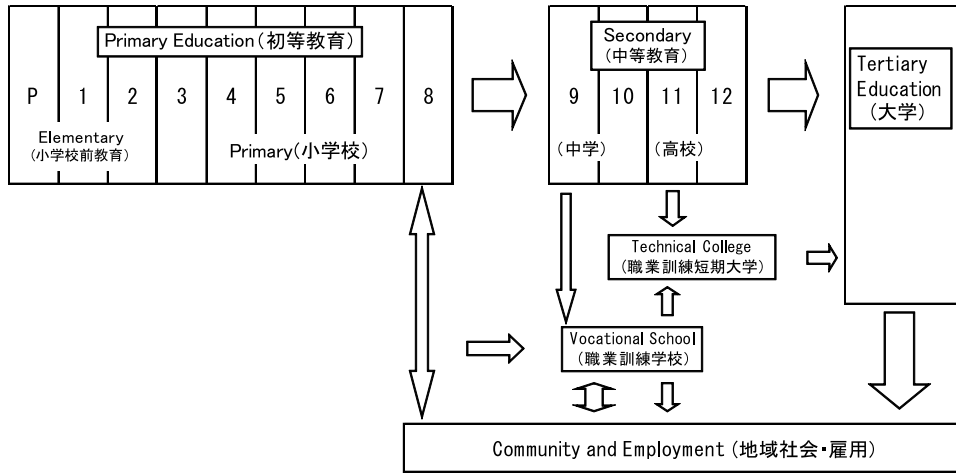 Primary Education(初等教育)
P 1 2 3 4 5 6 7 8
Elementary
(小学校前教育)
Primary(小学校)
Secondary
(中等教育)
9 10 11 12
(中学) (高校)
Tertiary
Education
(大学)
Technical College
(職業訓練短期大学)
Vocational School
(職業訓練学校)
Community and Employment (地域社会・雇用)